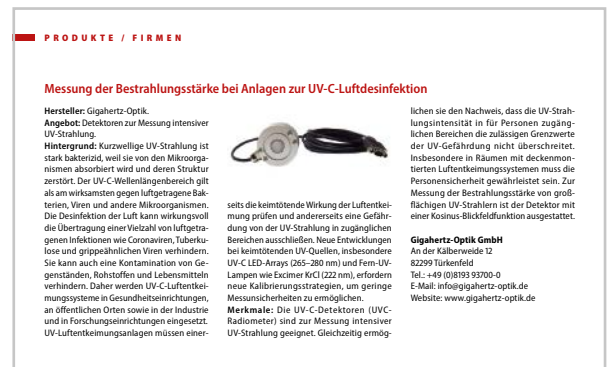 PRODUKTE / FIRMEN
Messung der Bestrahlungsstärke bei Anlagen zur UV-C-Luftdesinfektion
Hersteller: Gigahertz-Optik.
Angebot: Detektoren zur Messung intensiver
UV-Strahlung.
Hintergrund: Kurzwellige UV-Strahlung ist
stark bakterizid, weil sie von den Mikroorga-
nismen absorbiert wird und deren Struktur
zerstört. Der UV-C-Wellenlängenbereich gilt
als am wirksamsten gegen luftgetragene Bak-
terien, Viren und andere Mikroorganismen.
Die Desinfektion der Luft kann wirkungsvoll
die Übertragung einer Vielzahl von luftgetra-
genen Infektionen wie Coronaviren, Tuberku-
lose und grippeähnlichen Viren verhindern.
Sie kann auch eine Kontamination von Ge-
genständen, Rohstoffen und Lebensmitteln
verhindern. Daher werden UV-C-Luftentkei-
mungssysteme in Gesundheitseinrichtungen,
an öffentlichen Orten sowie in der Industrie
und in Forschungseinrichtungen eingesetzt.
UV-Luftentkeimungsanlagen müssen einer-
seits die keimtötende Wirkung der Luftentkei-
mung prüfen und andererseits eine Gefähr-
dung von der UV-Strahlung in zugänglichen
Bereichen ausschließen. Neue Entwicklungen
bei keimtötenden UV-Quellen, insbesondere
UV-C LED-Arrays (265–280 nm) und Fern-UV-
Lampen wie Excimer KrCl (222 nm), erfordern
neue Kalibrierungsstrategien, um geringe
Messunsicherheiten zu ermöglichen.
Merkmale: Die UV-C-Detektoren (UVC-
Radiometer) sind zur Messung intensiver
UV-Strahlung geeignet. Gleichzeitig ermög-
lichen sie den Nachweis, dass die UV-Strah-
lungsintensität in für Personen zugäng-
lichen Bereichen die zulässigen Grenzwerte
der UV-Gefährdung nicht überschreitet.
Insbesondere in Räumen mit deckenmon-
tierten Luftentkeimungssystemen muss die
Personensicherheit gewährleistet sein. Zur
Messung der Bestrahlungsstärke von groß-
flächigen UV-Strahlern ist der Detektor mit
einer Kosinus-Blickfeldfunktion ausgestattet.
Gigahertz-Optik GmbH
An der Kälberweide 12
82299 Türkenfeld
Tel.: +49 (0)8193 93700-0
E-Mail: info@gigahertz-optik.de
Website: www.gigahertz-optik.de